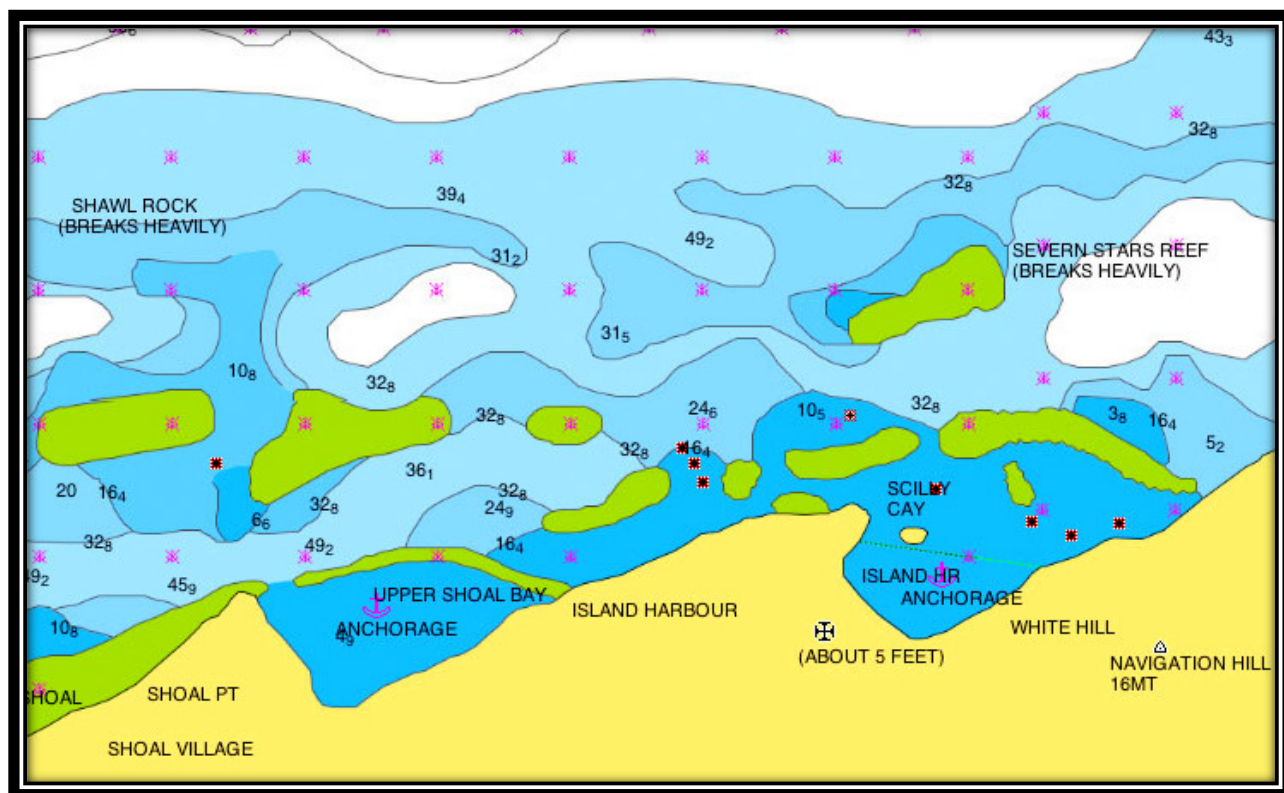 43₃
32₈
39₄
32₈
SHAWL ROCK
(BREAKS HEAVILY)
49₂
31₂
SEVERN STARS REEF
(BREAKS HEAVILY)
31₅
10₈
32₈
32₈
24₆
10₅
32₈
3₈
16₄
5₂
32₈
16₄
36₁
20
16₄
32₈
32₈
24₉
SCILLY
CAY
6₆
32₈
49₂
16₄
49₂
45₉
ISLAND HR
ANCHORAGE
UPPER SHOAL BAY
ANCHORAGE
4₉
ISLAND HARBOUR
10₈
WHITE HILL
(ABOUT 5 FEET)
NAVIGATION HILL
16MT
SHOAL
SHOAL PT
SHOAL VILLAGE